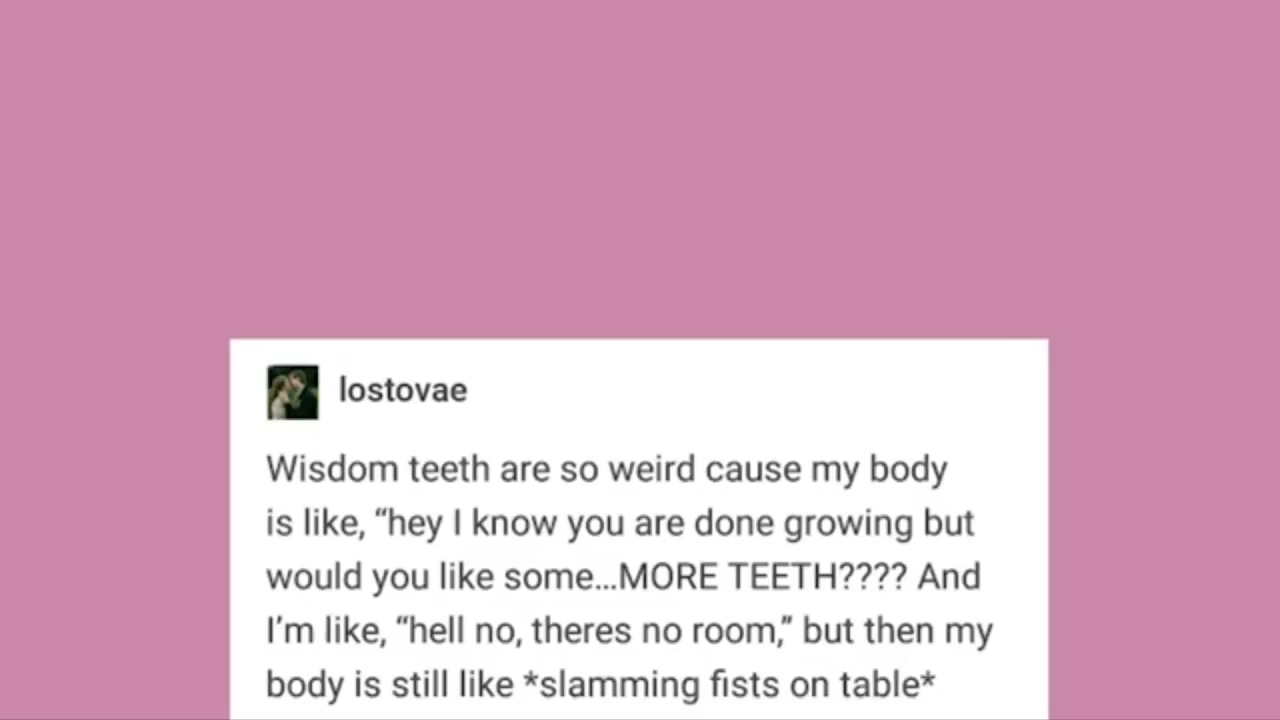 lostovae
Wisdom teeth are so weird cause my body
is like, “hey I know you are done growing but
would you like some...MORE TEETH???? And
I’m like, “hell no, theres no room,” but then my
body is still like *slamming fists on table*